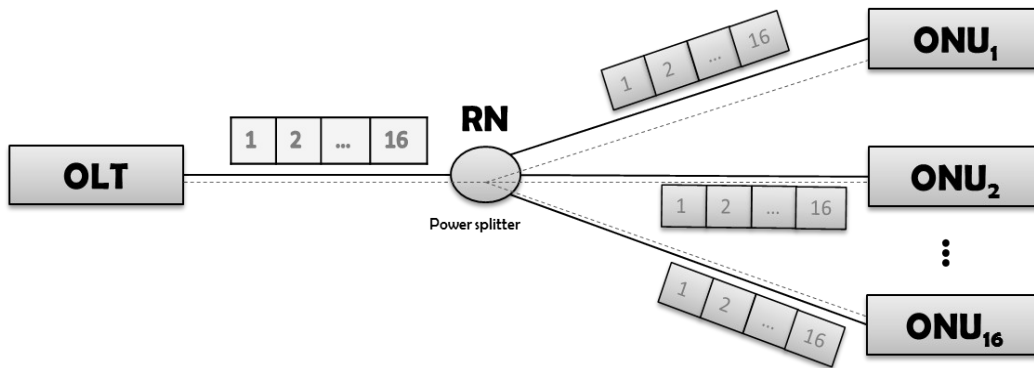 OLT
1 2 ... 16
RN
Power splitter
1 2 ... 16
ONU1
1 2 ... 16
ONU2
1 2 ... 16
ONU16